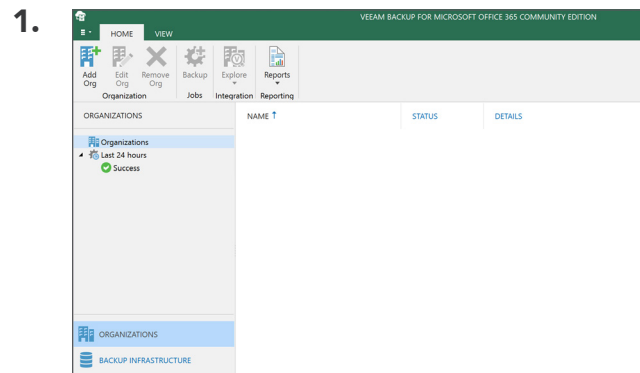 1.
VEEAM BACKUP FOR MICROSOFT OFFICE 365 COMMUNITY EDITION
HOME VIEW
Add Org Edit Org Remove Org Backup Explore Reports
Organization Jobs Integration Reporting
ORGANIZATIONS NAME STATUS DETAILS
Organizations
Last 24 hours
Success
ORGANIZATIONS
BACKUP INFRASTRUCTURE